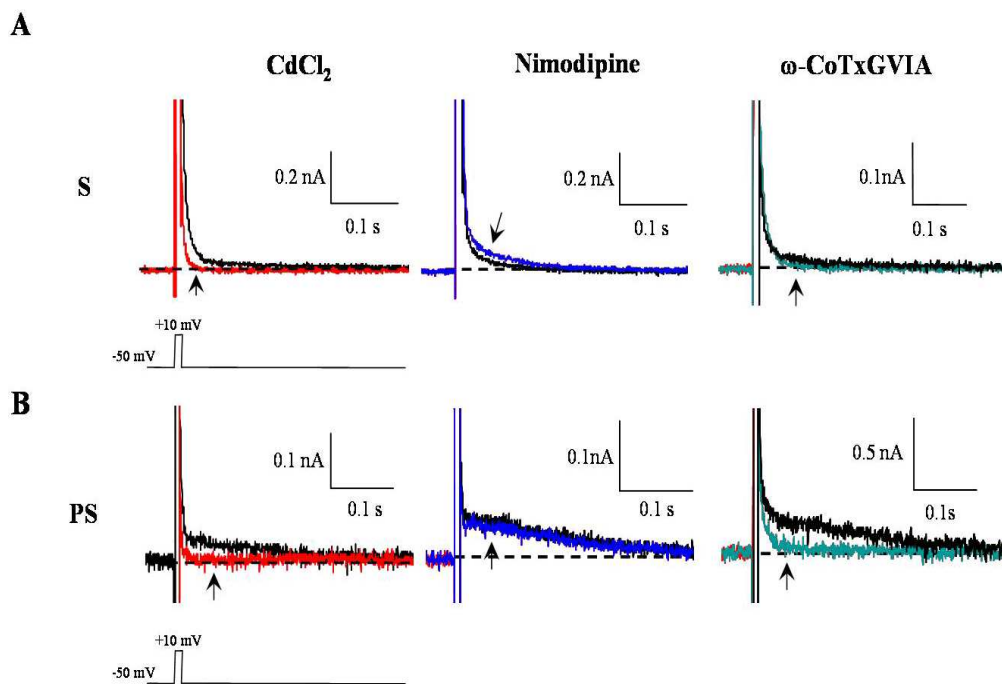 A
CdCl2
Nimodipine
ω-CoTxGVIA
S
0.2 nA
0.1 s
0.2 nA
0.1 s
0.1nA
0.1 s
+10 mV
-50 mV
B
PS
0.1 nA
0.1 s
0.1nA
0.1 s
0.5 nA
0.1s
+10 mV
-50 mV